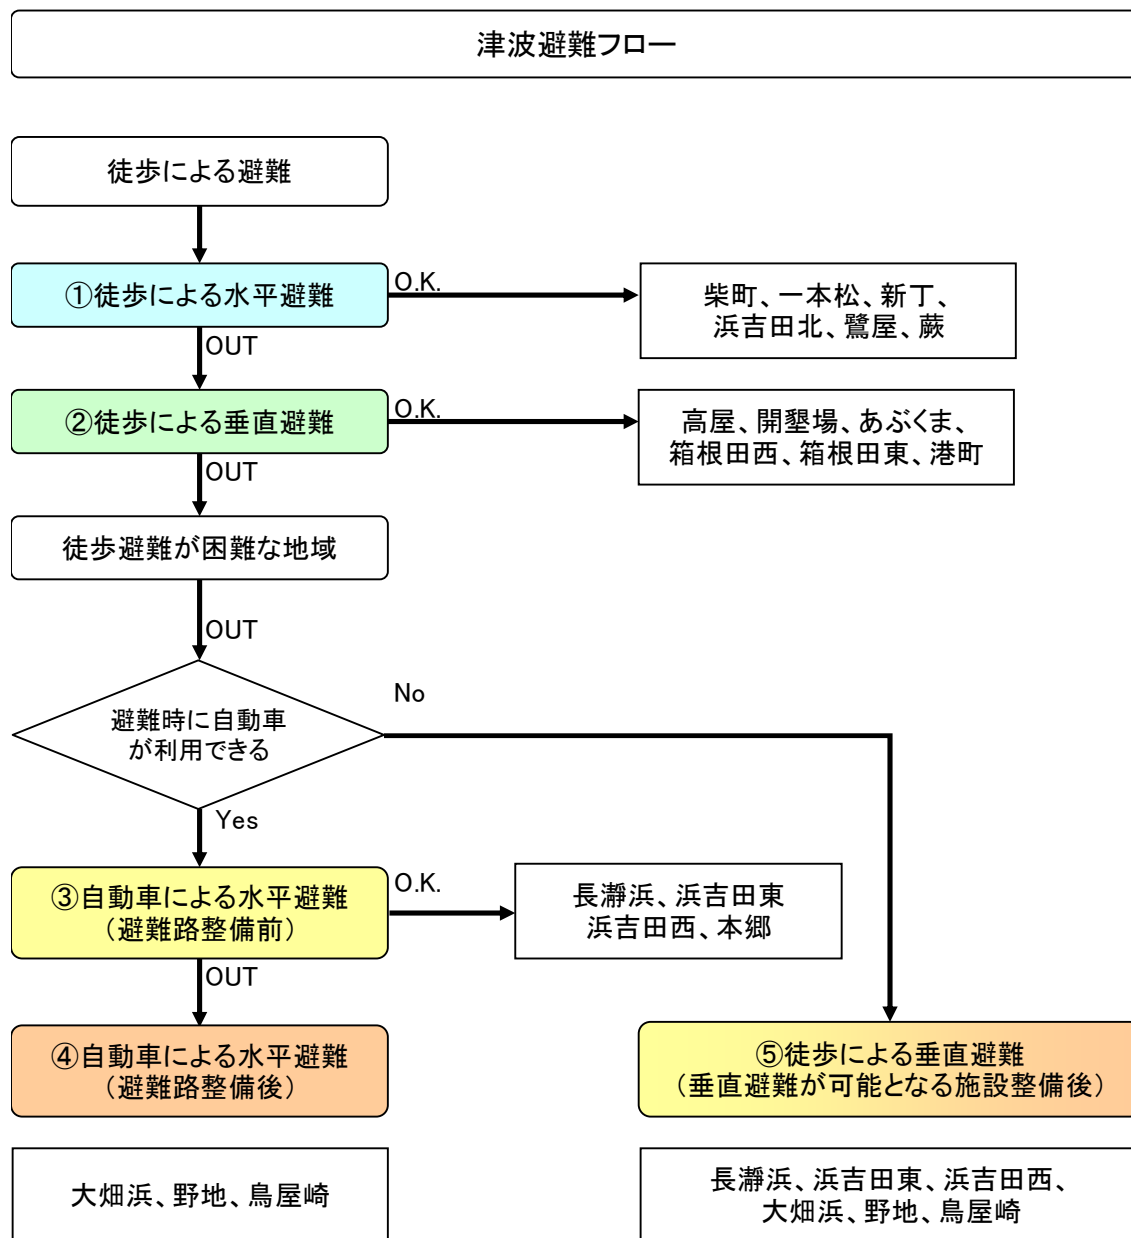 津波避難フロー
徒歩による避難
①徒歩による水平避難
O.K.
柴町、一本松、新丁、
浜吉田北、鷺屋、蕨
OUT
②徒歩による垂直避難
O.K.
高屋、開墾場、あぶくま、
箱根田西、箱根田東、港町
OUT
徒歩避難が困難な地域
OUT
避難時に自動車
が利用できる
No
Yes
③自動車による水平避難
（避難路整備前）
O.K.
長瀞浜、浜吉田東
浜吉田西、本郷
OUT
④自動車による水平避難
（避難路整備後）
⑤徒歩による垂直避難
（垂直避難が可能となる施設整備後）
大畑浜、野地、鳥屋崎
長瀞浜、浜吉田東、浜吉田西、
大畑浜、野地、鳥屋崎